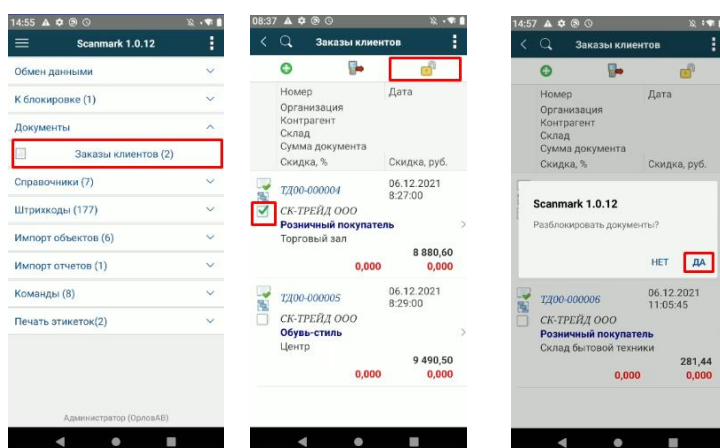 14:55
Scanmark 1.0.12
Обмен данными
К блокировке (1)
Документы
Заказы клиентов (2)
Справочники (7)
Штрихкоды (177)
Импорт объектов (6)
Импорт отчетов (1)
Команды (8)
Печать этикеток(2)
Администратор (ОрловАВ)
08:37
Заказы клиентов
Номер Дата
Организация
Контрагент
Склад
Сумма документа
Скидка, % Скидка, руб.
ТД00-000004 06.12.2021
8:27:00
СК-ТРЕЙД ООО
Розничный покупатель
Торговый зал
8 880,60
0,000 0,000
ТД00-000005 06.12.2021
8:29:00
СК-ТРЕЙД ООО
Обувь-стиль
Центр
9 490,50
0,000 0,000
14:57
Заказы клиентов
Номер Дата
Организация
Контрагент
Склад
Сумма документа
Скидка, % Скидка, руб.
Scanmark 1.0.12
Разблокировать документы?
НЕТ ДА
ТД00-000006 06.12.2021
11:05:45
СК-ТРЕЙД ООО
Розничный покупатель
Склад бытовой техники
281,44
0,000 0,000